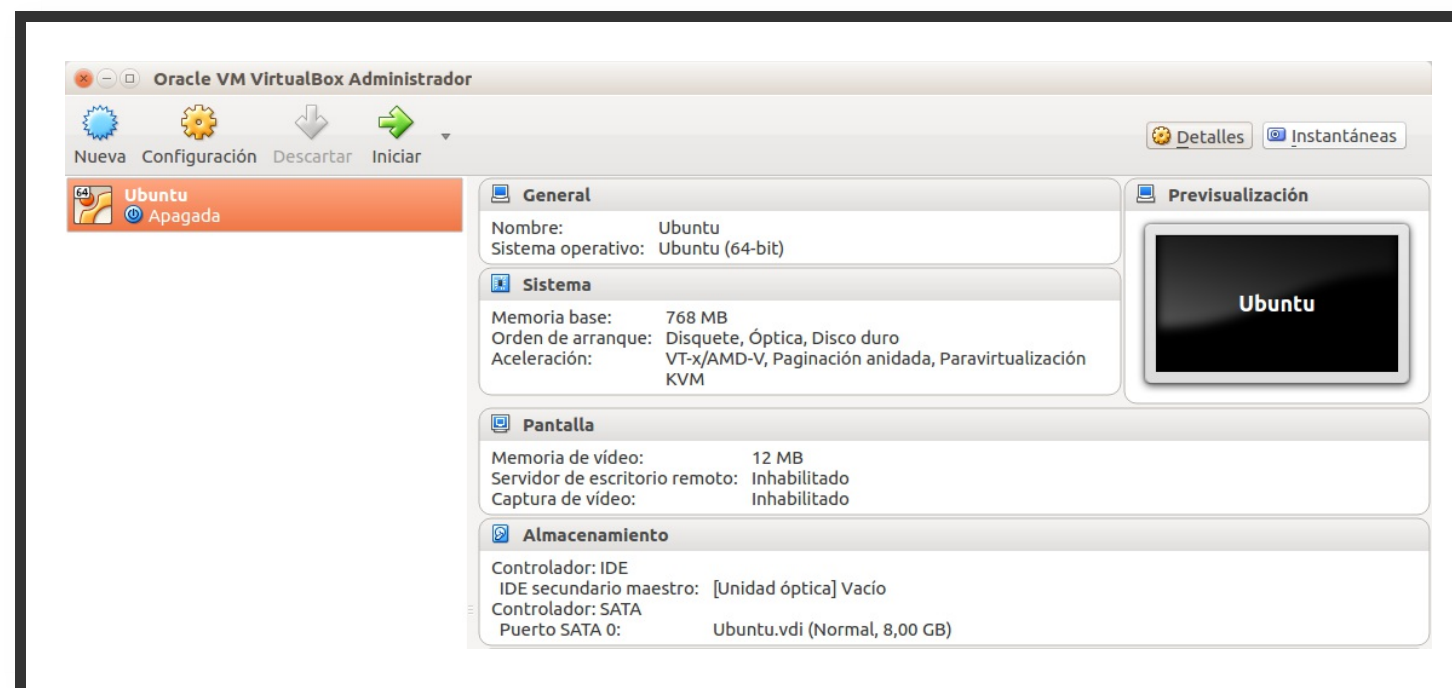 Oracle VM VirtualBox Administrador
Nueva Configuración Descartar Iniciar
Detalles Instantáneas
64
Ubuntu
Apagada
General
Nombre: Ubuntu
Sistema operativo: Ubuntu (64-bit)
Sistema
Memoria base: 768 MB
Orden de arranque: Disquete, Óptica, Disco duro
Aceleración: VT-x/AMD-V, Paginación anidada, Paravirtualización
KVM
Previsualización
Ubuntu
Pantalla
Memoria de vídeo: 12 MB
Servidor de escritorio remoto: Inhabilitado
Captura de vídeo: Inhabilitado
Almacenamiento
Controlador: IDE
IDE secundario maestro: [Unidad óptica] Vacío
Controlador: SATA
Puerto SATA 0: Ubuntu.vdi (Normal, 8,00 GB)